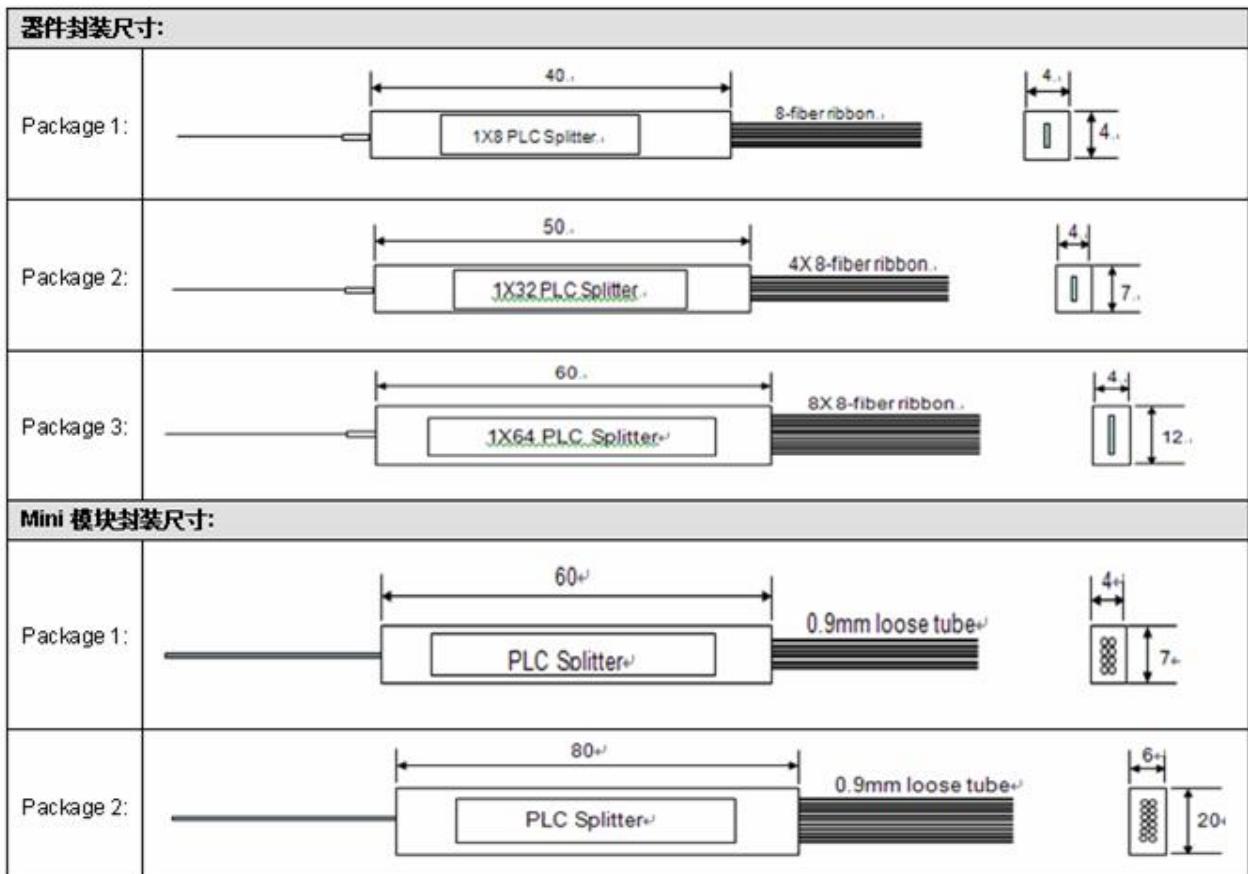 器件封装尺寸:
Package 1:
40
1X8 PLC Splitter
8-fiber ribbon
4
4
Package 2:
50
1X32 PLC Splitter
4X 8-fiber ribbon
4
7
Package 3:
60
1X64 PLC Splitter
8X 8-fiber ribbon
4
12
Mini 模块封装尺寸:
Package 1:
60
PLC Splitter
0.9mm loose tube
4
7
Package 2:
80
PLC Splitter
0.9mm loose tube
6
20